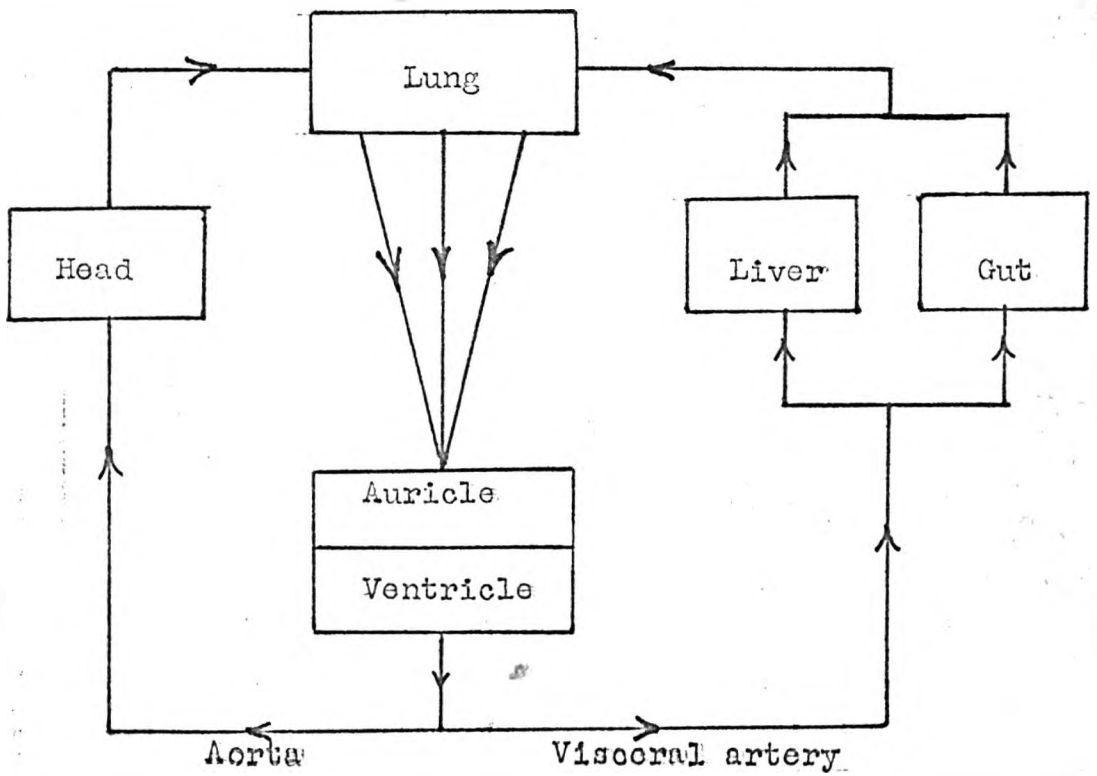 Lung
Head
Liver
Gut
Auricle
Ventricle
Aorta
Visceral artery